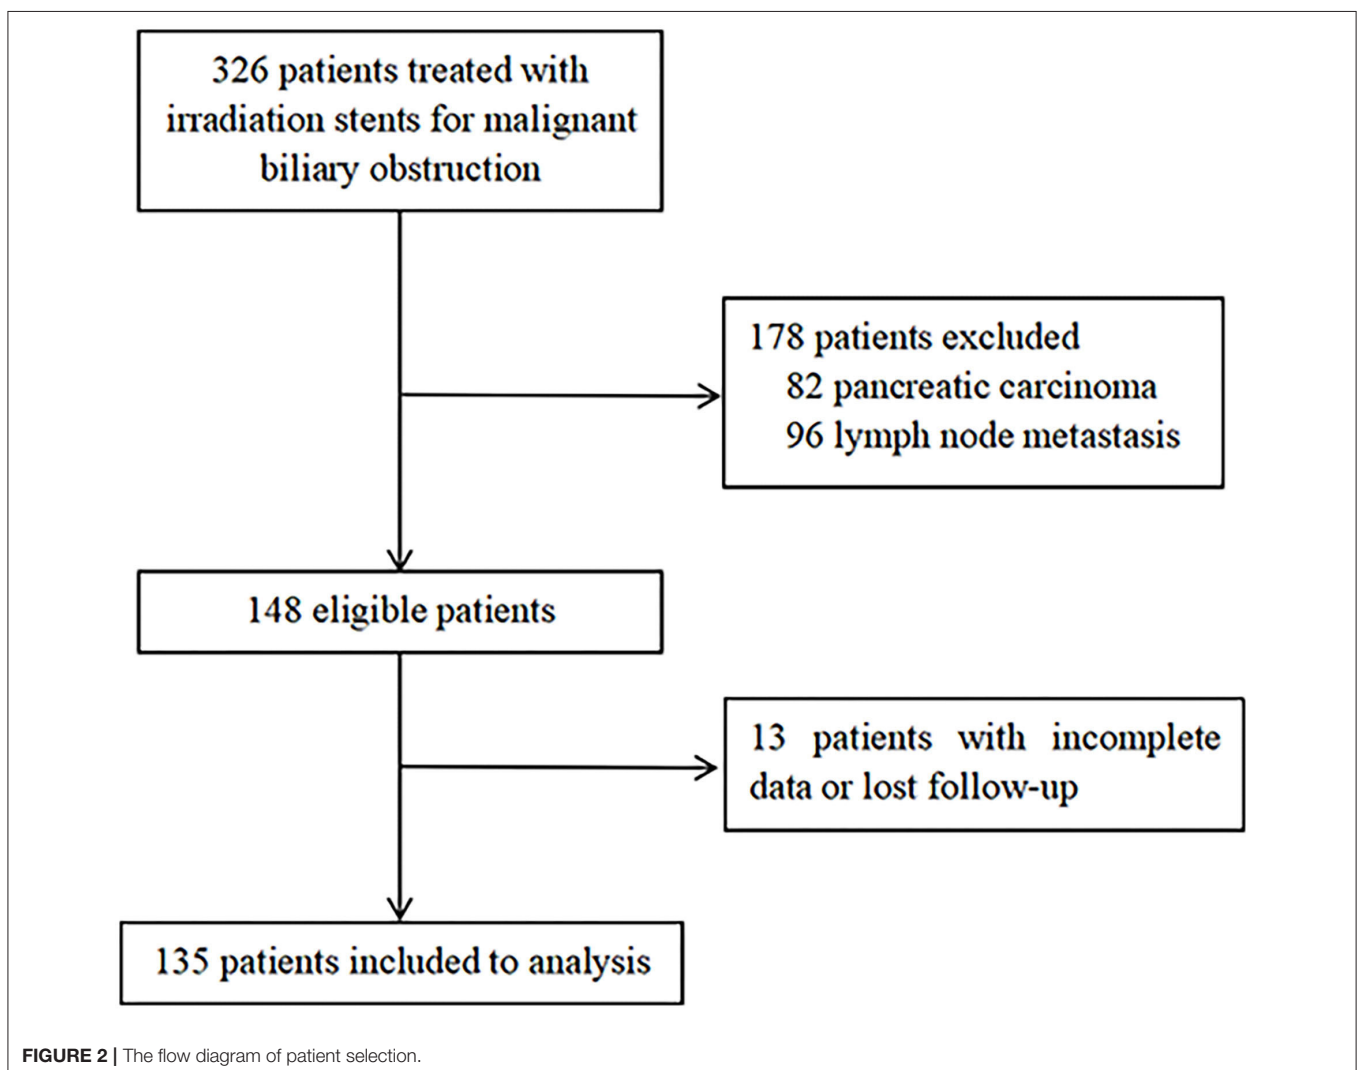 326 patients treated with
irradiation stents for malignant
biliary obstruction
178 patients excluded
82 pancreatic carcinoma
96 lymph node metastasis
148 eligible patients
13 patients with incomplete
data or lost follow-up
135 patients included to analysis
FIGURE 2 | The flow diagram of patient selection.